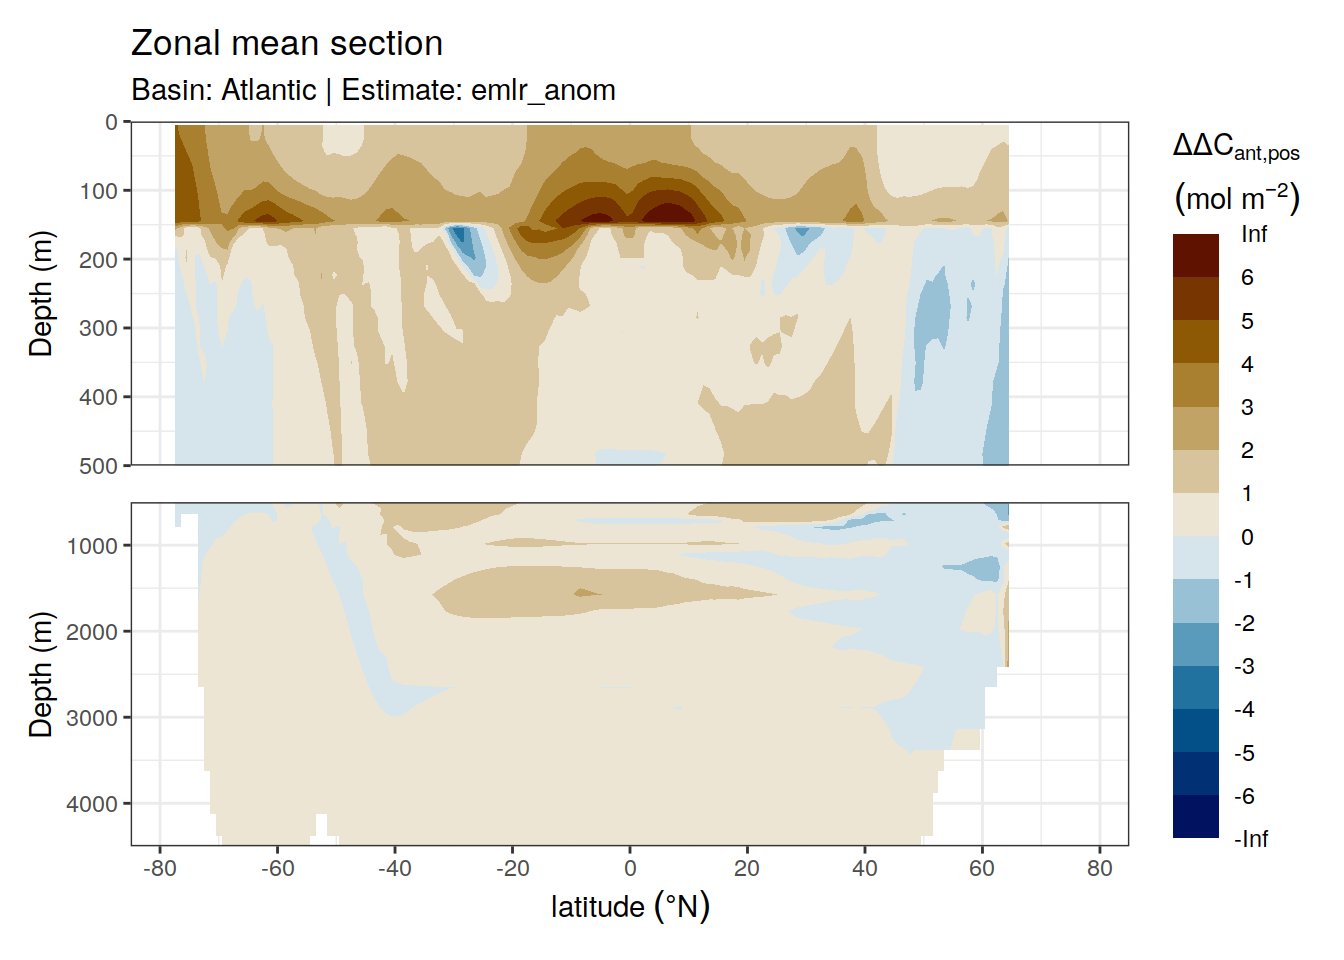 Zonal mean section
Basin: Atlantic | Estimate: emlr_anom
0
100
200
300
400
500
Depth (m)
1000
2000
3000
4000
Depth (m)
-80 -60 -40 -20 0 20 40 60 80
latitude (°N)
ΔΔC_ant,pos
(mol m⁻²)
Inf
6
5
4
3
2
1
0
-1
-2
-3
-4
-5
-6
-Inf